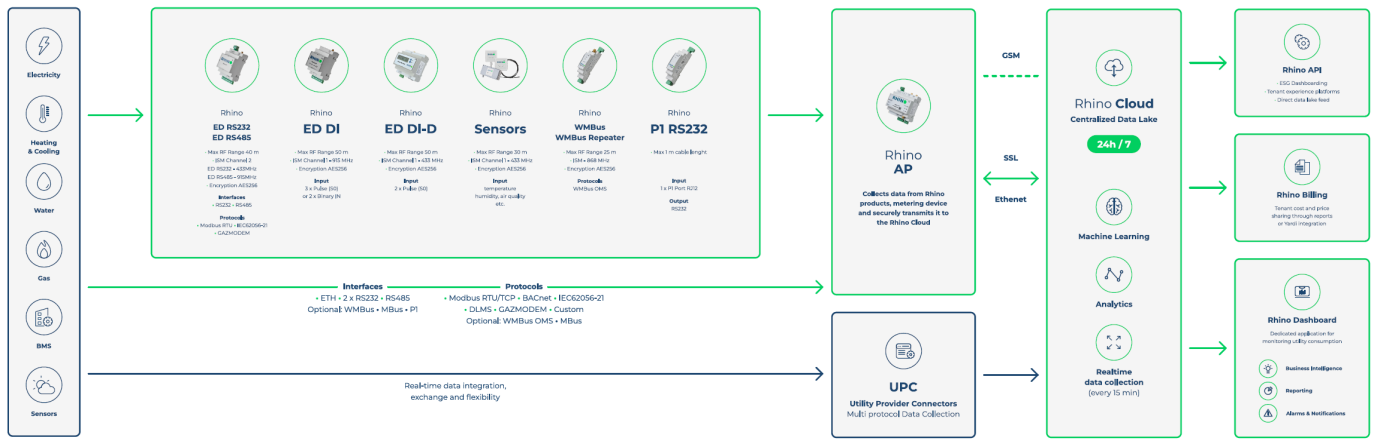 Electricity
Heating
& Cooling
Water
Gas
BMS
Sensors
Rhino
ED RS232
ED RS485
- Max RF Range 40 m
- ISM Channel 2
ED RS232 • 433MHz
ED RS485 • 915MHz
- Encryption AES256
Interfaces
• RS232 • RS485
Protocols
• Modbus RTU • IEC62056-21
• GAZMODEM
Rhino
ED DI
- Max RF Range 50 m
- ISM Channel 1 • 915 MHz
- Encryption AES256
Input
3 x Pulse (S0)
or 2 x Binary IN
Rhino
ED DI-D
- Max RF Range 50 m
- ISM Channel 1 • 433 MHz
- Encryption AES256
Input
2 x Pulse (S0)
Rhino
Sensors
- Max RF Range 30 m
- ISM Channel 1 • 433 MHz
- Encryption AES256
Input
temperature
humidity, air quality
etc.
Rhino
WMBus
WMBus Repeater
- Max RF Range 25 m
- ISM • 868 MHz
- Encryption AES256
Protocols
WMBus OMS
Rhino
P1 RS232
- Max 1 m cable lenght
Input
1 x P1 Port RJ12
Output
RS232
Interfaces
• ETH • 2 x RS232 • RS485
Optional: WMBus • MBus • P1
Protocols
• Modbus RTU/TCP • BACnet • IEC62056-21
• DLMS • GAZMODEM • Custom
Optional: WMBus OMS • MBus
Real-time data integration,
exchange and flexibility
Rhino
AP
Collects data from Rhino
products, metering device
and securely transmits it to
the Rhino Cloud
UPC
Utility Provider Connectors
Multi protocol Data Collection
GSM
SSL
Ethenet
Rhino Cloud
Centralized Data Lake
24h / 7
Machine Learning
Analytics
Realtime
data collection
(every 15 min)
Rhino API
- ESG Dashboarding
- Tenant experience platforms
- Direct data lake feed
Rhino Billing
Tenant cost and price
sharing through reports
or Yardi integration
Rhino Dashboard
Dedicated application for
monitoring utility consumption
Business Intelligence
Reporting
Alarms & Notifications